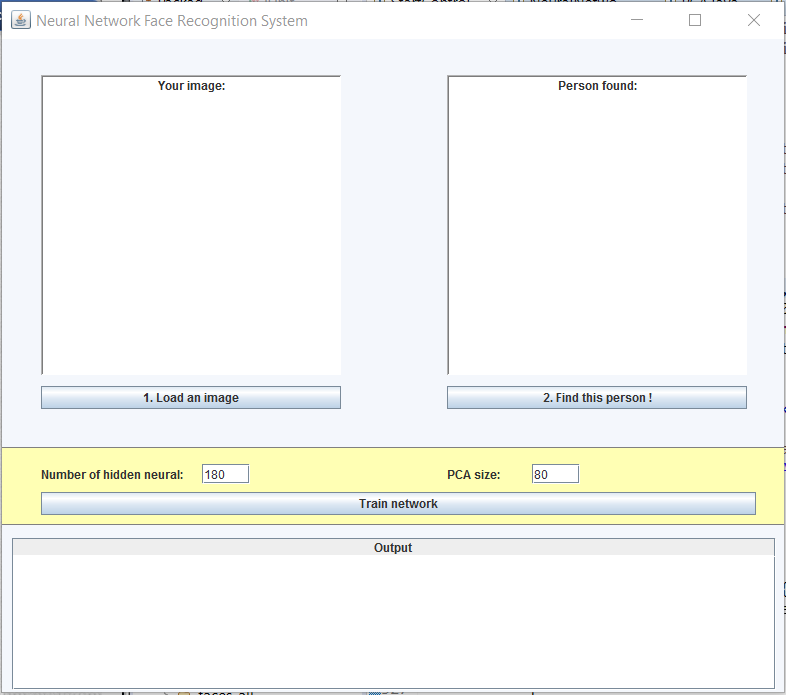 Neural Network Face Recognition System
Your image:
Person found:
1. Load an image
2. Find this person !
Number of hidden neural: 180
PCA size: 80
Train network
Output